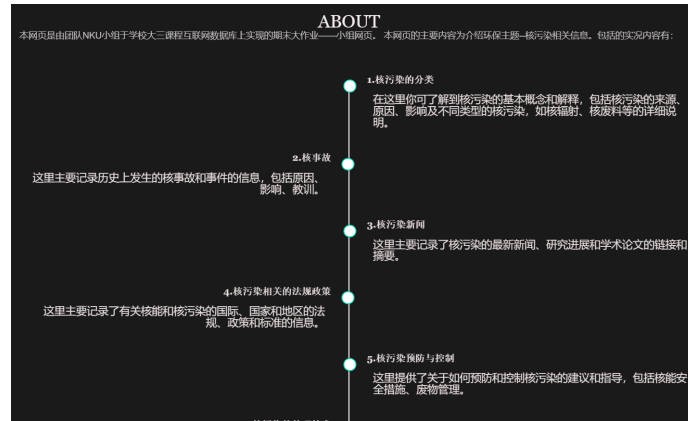 ABOUT
本网页是由团队NKU小组于学校大三课程互联网数据库上实现的期末大作业——小组网页。 本网页的主要内容为介绍环保主题–核污染相关信息。包括的实况内容有：
1.核污染的分类
在这里你可了解到核污染的基本概念和解释，包括核污染的来源、
原因、影响及不同类型的核污染，如核辐射、核废料等的详细说
明。
2.核事故
这里主要记录历史上发生的核事故和事件的信息，包括原因、
影响、教训。
3.核污染新闻
这里主要记录了核污染的最新新闻、研究进展和学术论文的链接和
摘要。
4.核污染相关的法规政策
这里主要记录了有关核能和核污染的国际、国家和地区的法
规、政策和标准的信息。
5.核污染预防与控制
这里提供了关于如何预防和控制核污染的建议和指导，包括核能安
全措施、废物管理。